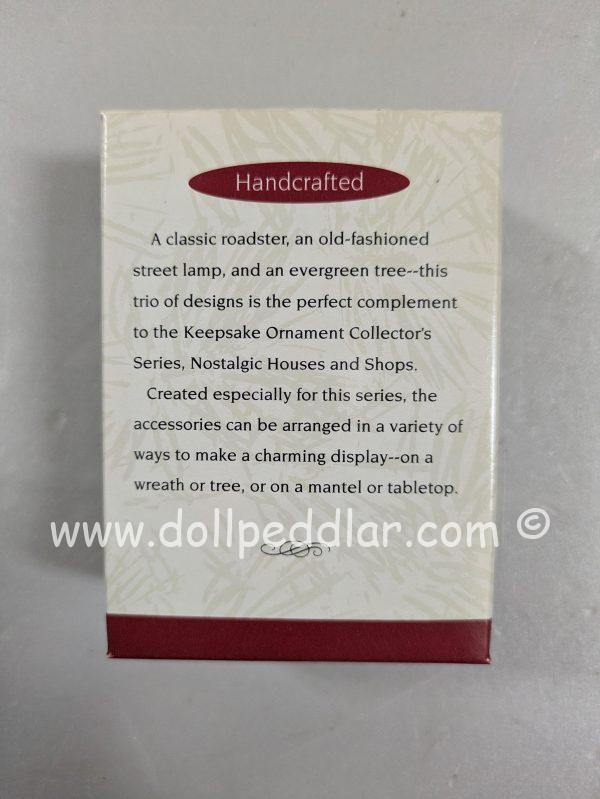 Handcrafted
A classic roadster, an old-fashioned
street lamp, and an evergreen tree--this
trio of designs is the perfect complement
to the Keepsake Ornament Collector's
Series, Nostalgic Houses and Shops.
Created especially for this series, the
accessories can be arranged in a variety of
ways to make a charming display--on a
wreath or tree, or on a mantel or tabletop.
www.dollpeddlar.com ©